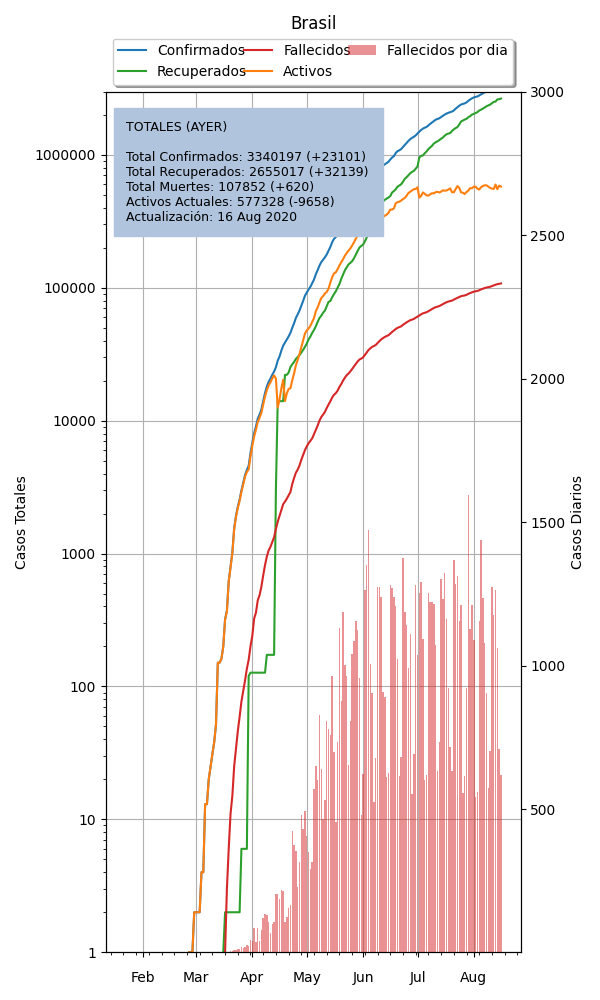 Brasil
Confirmados
Recuperados
Fallecidos
Activos
Fallecidos por dia
TOTALES (AYER)
Total Confirmados: 3340197 (+23101)
Total Recuperados: 2655017 (+32139)
Total Muertes: 107852 (+620)
Activos Actuales: 577328 (-9658)
Actualización: 16 Aug 2020
Casos Totales
1000000
100000
10000
1000
100
10
1
3000
2500
2000
1500
1000
500
Casos Diarios
Feb Mar Apr May Jun Jul Aug